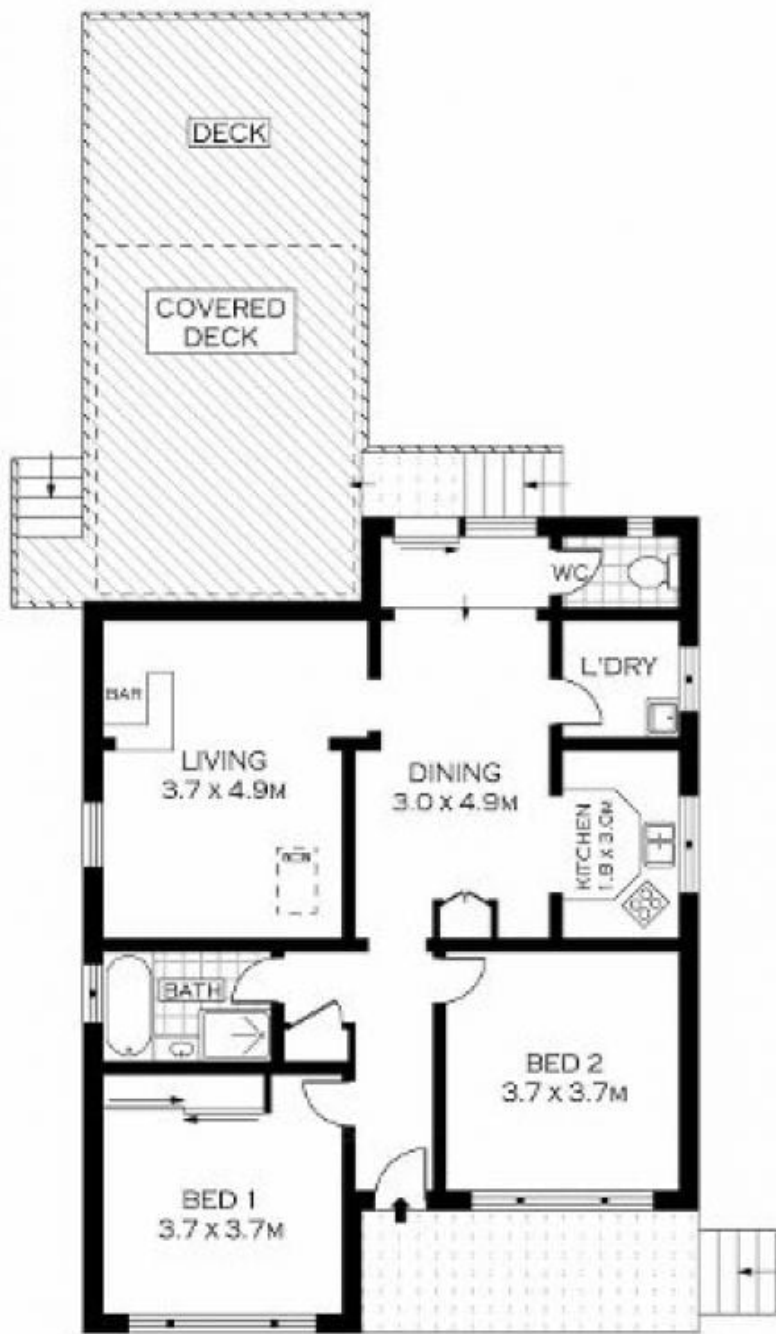 DECK
COVERED
DECK
WC
BAR
L'DRY
LIVING
3.7 X 4.9M
DINING
3.0 X 4.9M
KITCHEN
1.8 X 3.0M
BATH
BED 2
3.7 X 3.7M
BED 1
3.7 X 3.7M